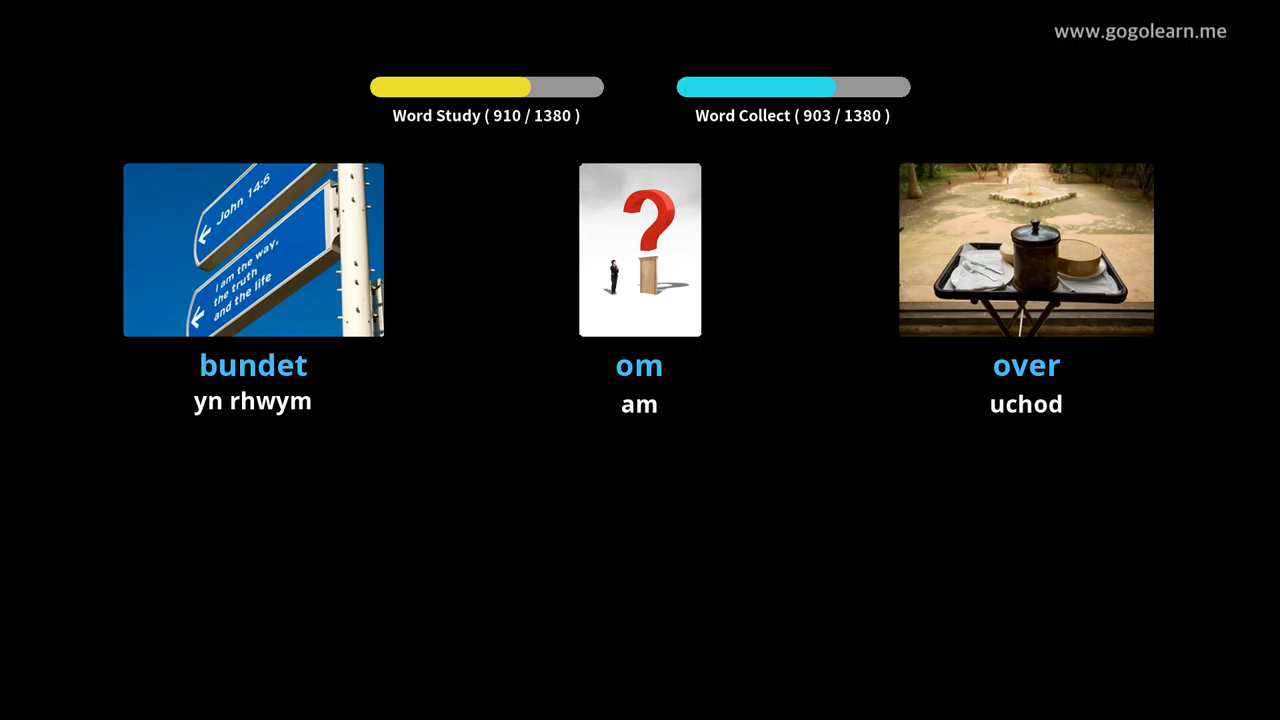 www.gogolearn.me
Word Study ( 910 / 1380 )
Word Collect ( 903 / 1380 )
John 14:6
I am the way,
the truth
and the life
bundet
om
over
yn rhwym
am
uchod